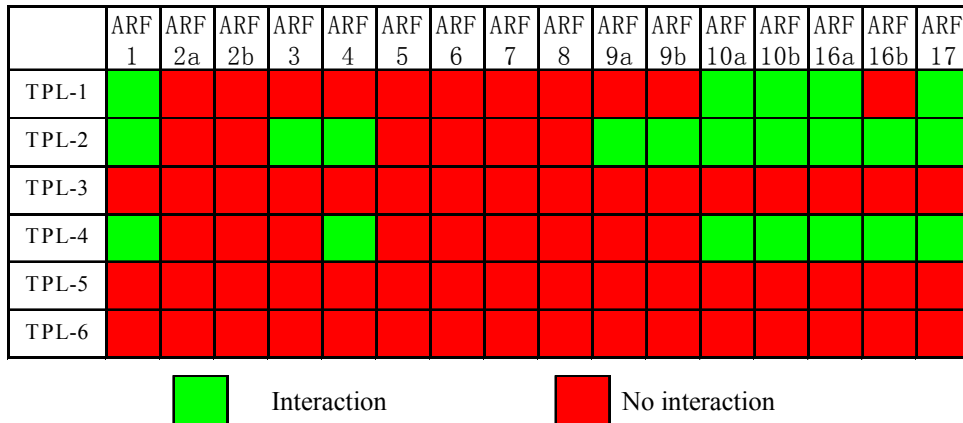 ARF ARF ARF ARF ARF ARF ARF ARF ARF ARF ARF ARF ARF ARF ARF ARF
1 2a 2b 3 4 5 6 7 8 9a 9b 10a 10b 16a 16b 17
TPL-1
TPL-2
TPL-3
TPL-4
TPL-5
TPL-6
Interaction No interaction